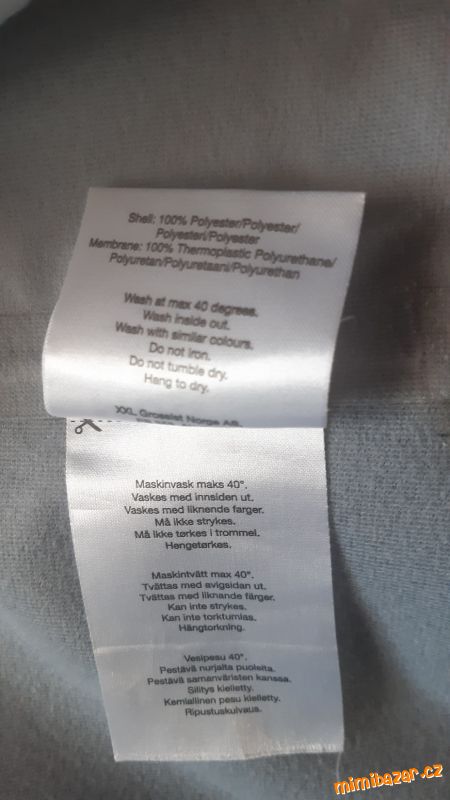 Shell: 100% Polyester/Polyester/
Polyesteri/Polyester
Membrane: 100% Thermoplastic Polyurethane/
Polyuretan/Polyuretaani/Polyurethan
Wash at max 40 degrees.
Wash inside out.
Wash with similar colours.
Do not iron.
Do not tumble dry.
Hang to dry.
XXL Grossist Norge AS.
Maskinvask maks 40°.
Vaskes med innsiden ut.
Vaskes med liknende farger.
Må ikke strykes.
Må ikke tørkes i trommel.
Hengetørkes.
Maskintvätt max 40°.
Tvättas med avigsidan ut.
Tvättas med liknande färger.
Kan inte strykas.
Kan inte torktumlas.
Hängtorkning.
Vesipesu 40°.
Pestävä nurjalta puolelta.
Pestävä samanväristen kanssa.
Silitys kielletty.
Kemiallinen pesu kielletty.
Ripustuskuivaus.
mimibazar.cz